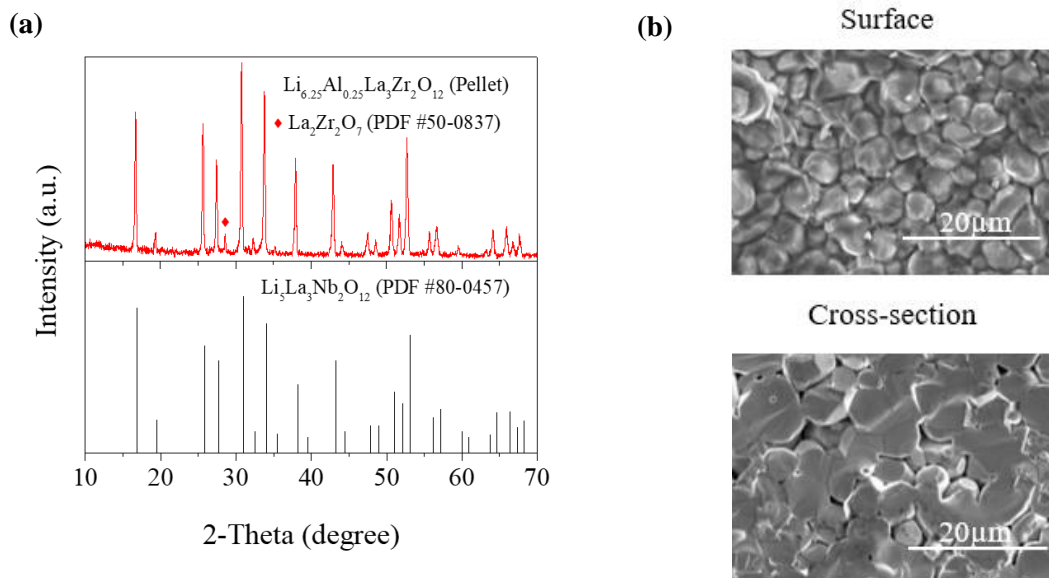 (a)
Li₆.₂₅Al₀.₂₅La₃Zr₂O₁₂ (Pellet)
♦ La₂Zr₂O₇ (PDF #50-0837)
Li₅La₃Nb₂O₁₂ (PDF #80-0457)
Intensity (a.u.)
10 20 30 40 50 60 70
2-Theta (degree)
(b)
Surface
20μm
Cross-section
20μm